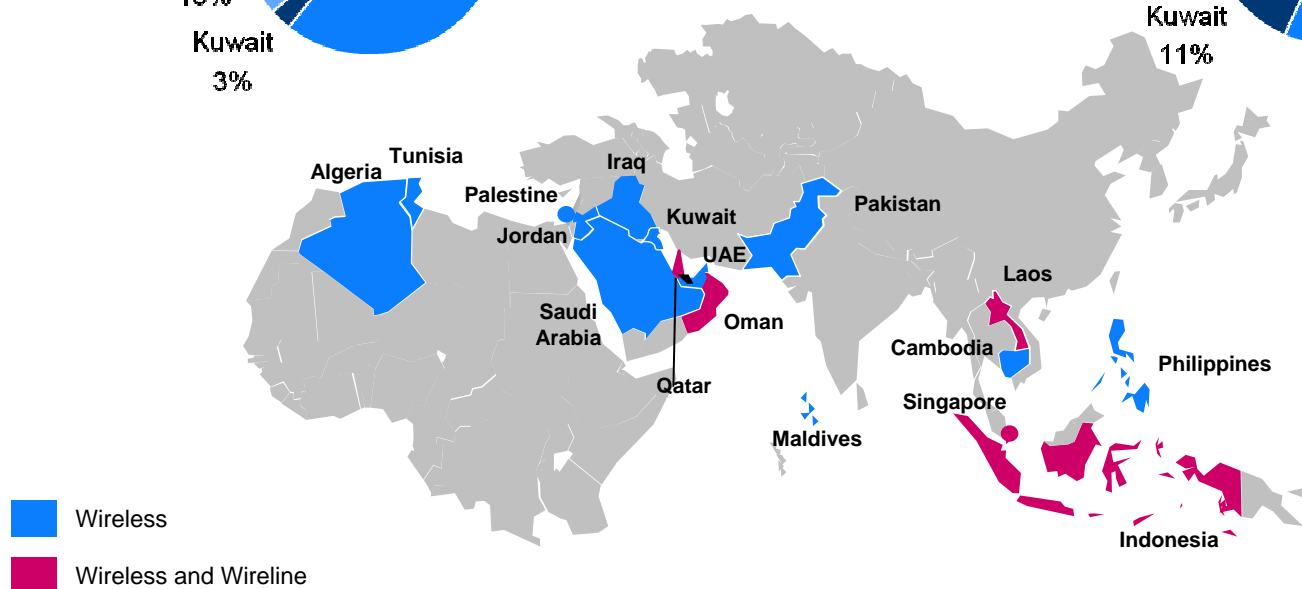 Kuwait
3%
Kuwait
11%
Algeria
Tunisia
Iraq
Palestine
Jordan
Kuwait
Pakistan
UAE
Laos
Saudi
Arabia
Oman
Cambodia
Philippines
Qatar
Singapore
Maldives
Wireless
Indonesia
Wireless and Wireline